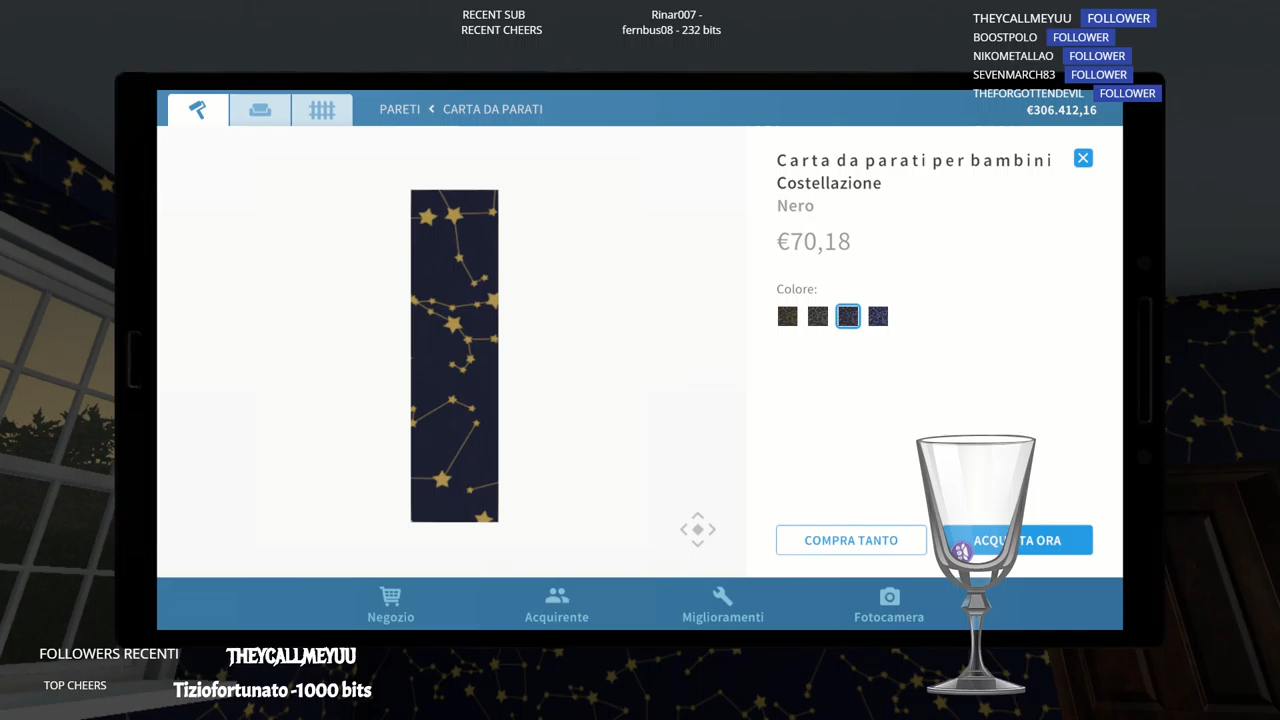 RECENT SUB
Rinar007 -
RECENT CHEERS
fernbus08 - 232 bits
THEYCALLMEYUU FOLLOWER
BOOSTPOLO FOLLOWER
NIKOMETALLAO FOLLOWER
SEVENMARCH83 FOLLOWER
THEFORGOTTENDEVIL FOLLOWER
€306.412,16
PARETI < CARTA DA PARATI
Carta da parati per bambini
Costellazione
Nero
€70,18
Colore:
COMPRA TANTO
ACQUISTA ORA
Negozio
Acquirente
Miglioramenti
Fotocamera
FOLLOWERS RECENTI
THEYCALLMEYUU
TOP CHEERS
Tiziofortunato -1000 bits